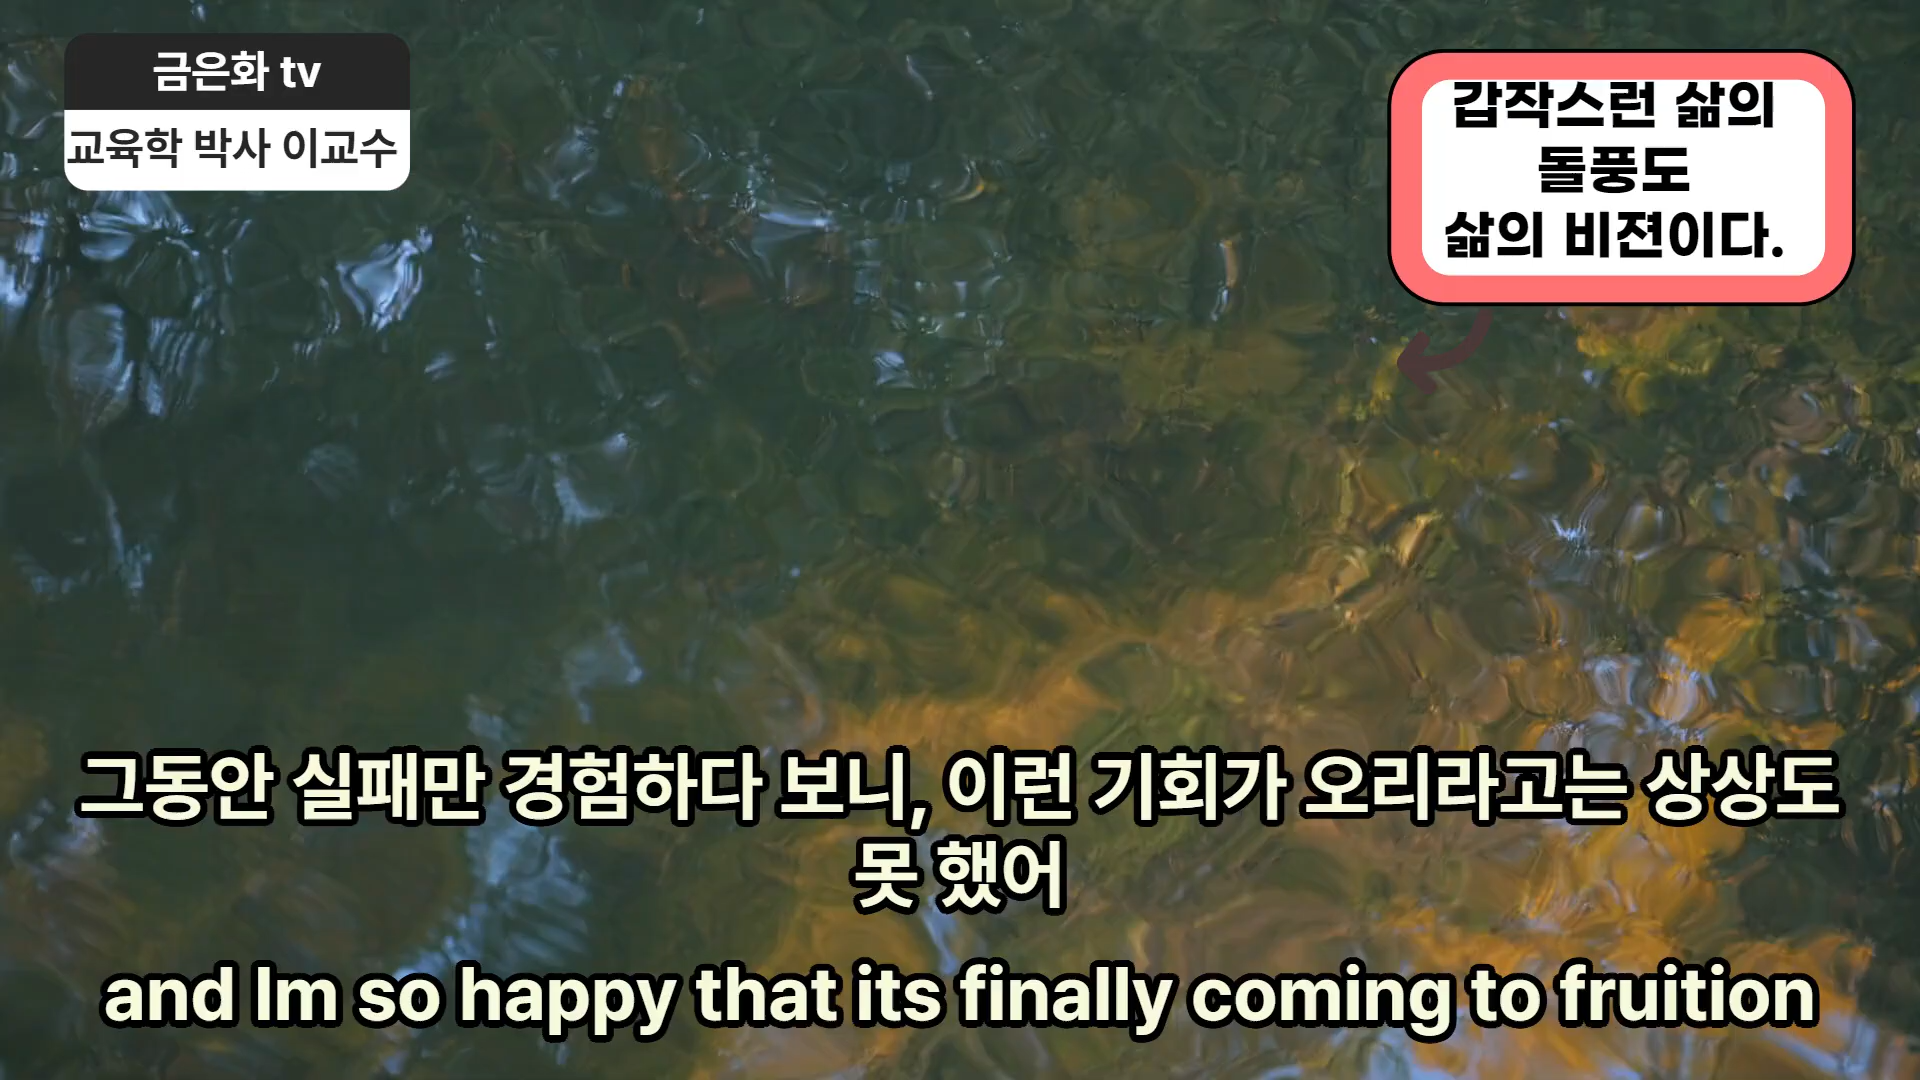 금은화 tv
교육학 박사 이교수
갑작스런 삶의
돌풍도
삶의 비젼이다.
그동안 실패만 경험하다 보니, 이런 기회가 오리라고는 상상도
못 했어
and Im so happy that its finally coming to fruition